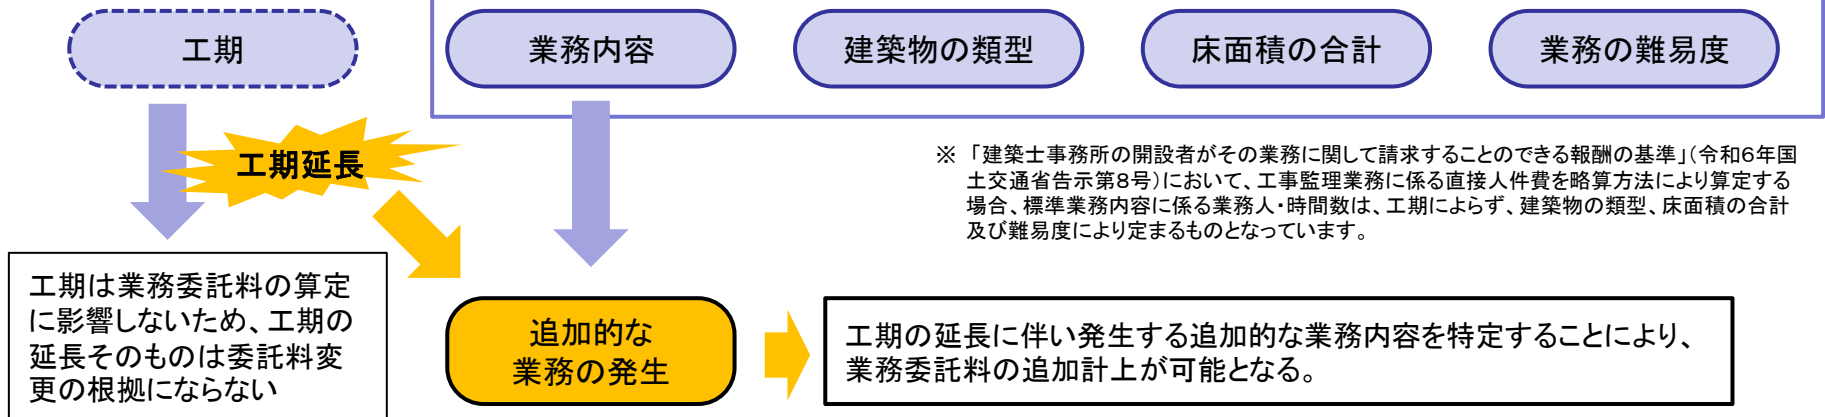 工期
業務内容
建築物の類型
床面積の合計
業務の難易度
工期延長
※ 「建築士事務所の開設者がその業務に関して請求することのできる報酬の基準」(令和6年国
土交通省告示第8号)において、工事監理業務に係る直接人件費を略算方法により算定する
場合、標準業務内容に係る業務人・時間数は、工期によらず、建築物の類型、床面積の合計
及び難易度により定まるものとなっています。
工期は業務委託料の算定
に影響しないため、工期の
延長そのものは委託料変
更の根拠にならない
追加的な
業務の発生
工期の延長に伴い発生する追加的な業務内容を特定することにより、
業務委託料の追加計上が可能となる。